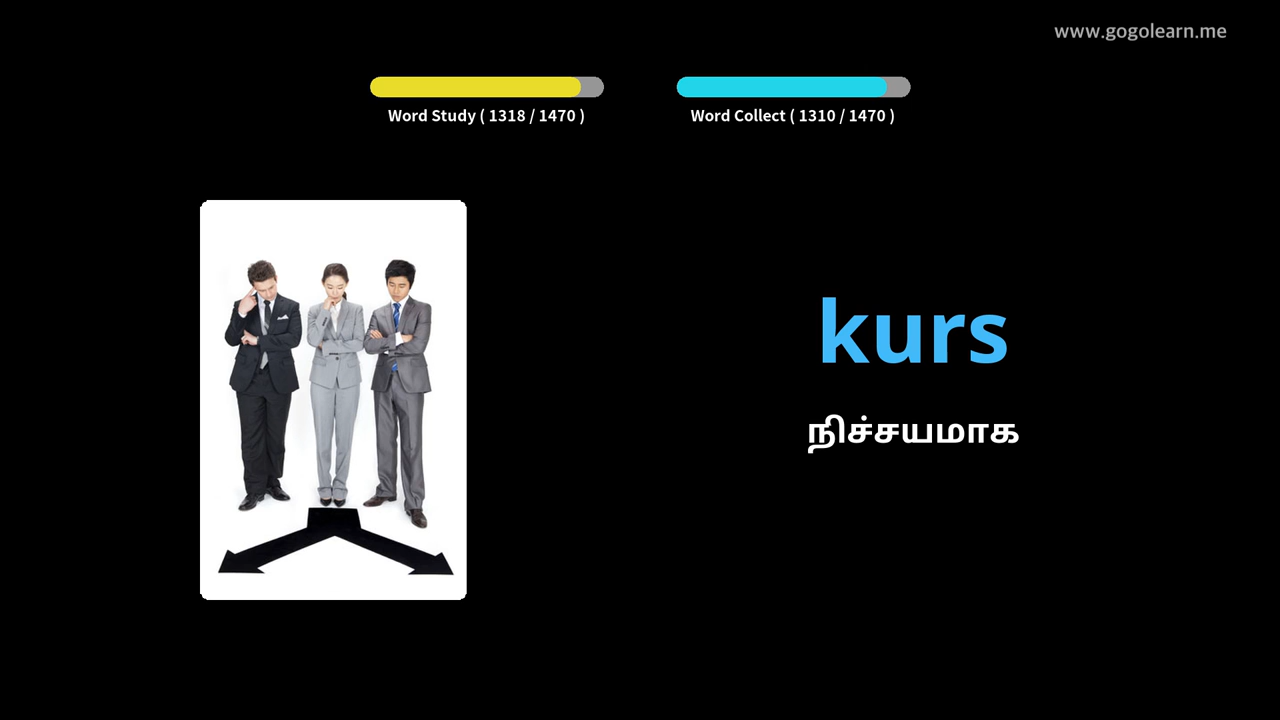 www.gogolearn.me
Word Study ( 1318 / 1470 )
Word Collect ( 1310 / 1470 )
kurs
நிச்சயமாக